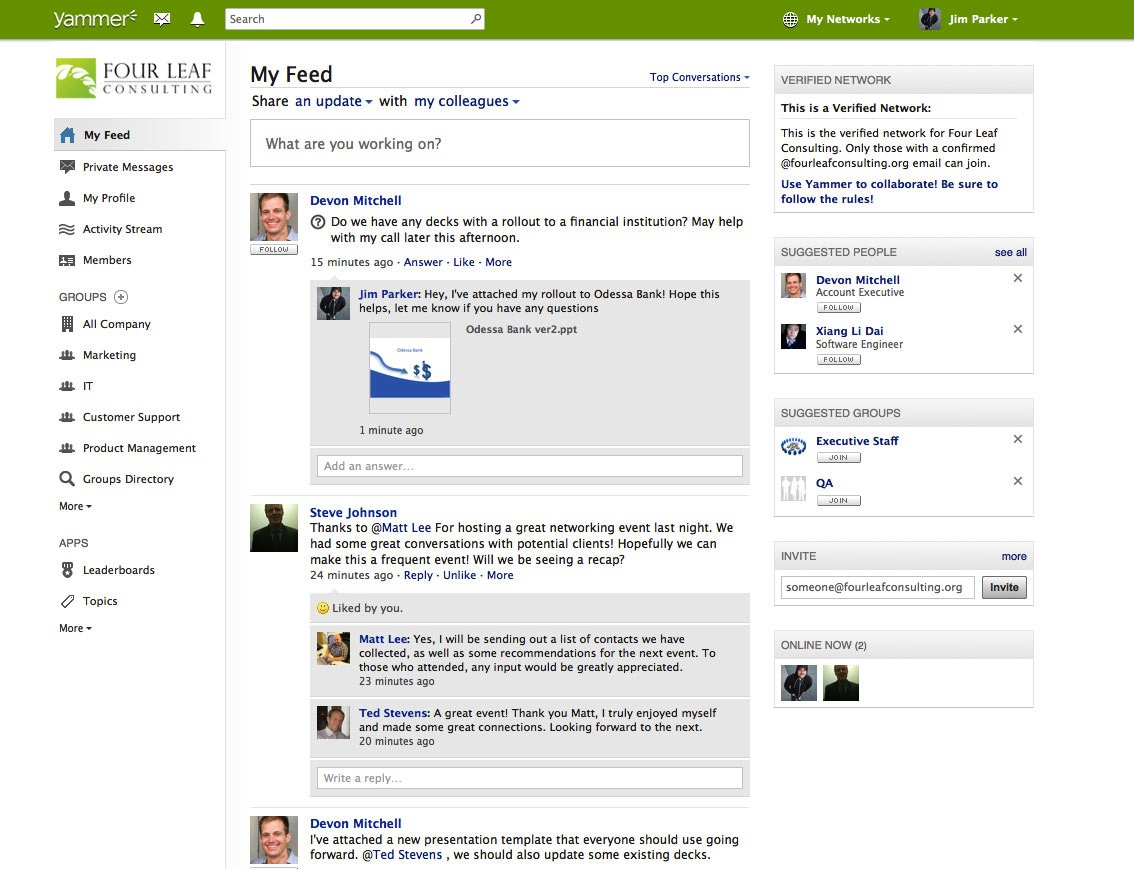 yammer
Search
My Networks
Jim Parker
FOUR LEAF
CONSULTING
My Feed
Private Messages
My Profile
Activity Stream
Members
GROUPS
All Company
Marketing
IT
Customer Support
Product Management
Groups Directory
More
APPS
Leaderboards
Topics
More
My Feed
Top Conversations
Share an update with my colleagues
What are you working on?
Devon Mitchell
FOLLOW
Do we have any decks with a rollout to a financial institution? May help
with my call later this afternoon.
15 minutes ago · Answer · Like · More
Jim Parker: Hey, I've attached my rollout to Odessa Bank! Hope this
helps, let me know if you have any questions
Odessa Bank ver2.ppt
Odessa Bank
$$
1 minute ago
Add an answer...
Steve Johnson
Thanks to @Matt Lee For hosting a great networking event last night. We
had some great conversations with potential clients! Hopefully we can
make this a frequent event! Will we be seeing a recap?
24 minutes ago · Reply · Unlike · More
Liked by you.
Matt Lee: Yes, I will be sending out a list of contacts we have
collected, as well as some recommendations for the next event. To
those who attended, any input would be greatly appreciated.
23 minutes ago
Ted Stevens: A great event! Thank you Matt, I truly enjoyed myself
and made some great connections. Looking forward to the next.
20 minutes ago
Write a reply...
Devon Mitchell
I've attached a new presentation template that everyone should use going
forward. @Ted Stevens , we should also update some existing decks.
VERIFIED NETWORK
This is a Verified Network:
This is the verified network for Four Leaf
Consulting. Only those with a confirmed
@fourleafconsulting.org email can join.
Use Yammer to collaborate! Be sure to
follow the rules!
SUGGESTED PEOPLE
see all
Devon Mitchell
Account Executive
FOLLOW
Xiang Li Dai
Software Engineer
FOLLOW
SUGGESTED GROUPS
Executive Staff
JOIN
QA
JOIN
INVITE
more
someone@fourleafconsulting.org
Invite
ONLINE NOW (2)